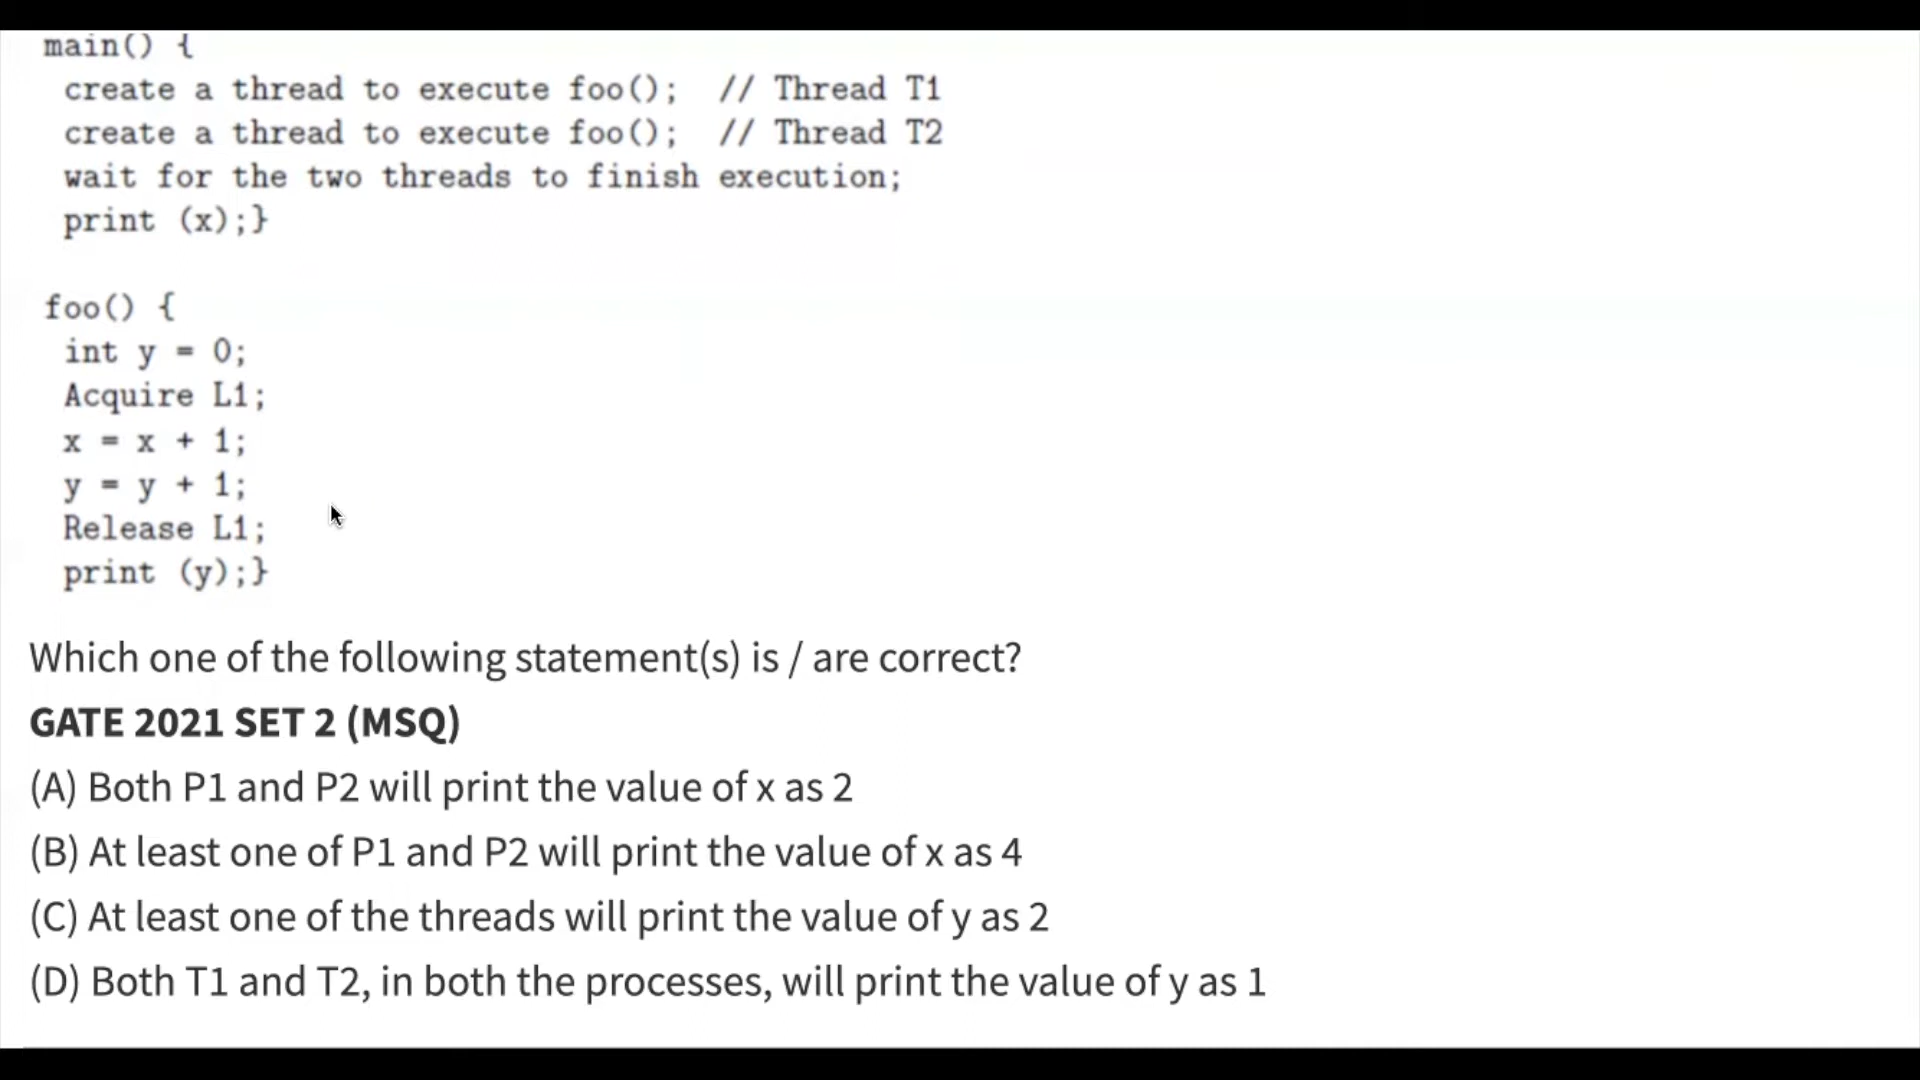 main() {
create a thread to execute foo(); // Thread T1
create a thread to execute foo(); // Thread T2
wait for the two threads to finish execution;
print (x);}
foo() {
int y = 0;
Acquire L1;
x = x + 1;
y = y + 1;
Release L1;
print (y);}
Which one of the following statement(s) is / are correct?
GATE 2021 SET 2 (MSQ)
(A) Both P1 and P2 will print the value of x as 2
(B) At least one of P1 and P2 will print the value of x as 4
(C) At least one of the threads will print the value of y as 2
(D) Both T1 and T2, in both the processes, will print the value of y as 1